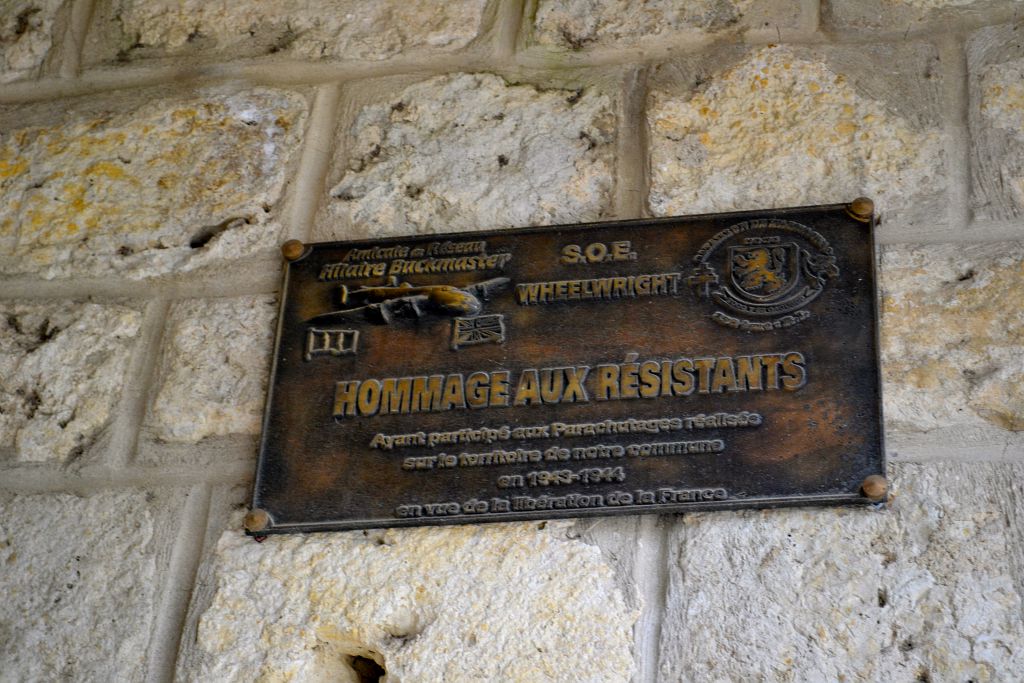 Amicale du Réseau
Hilaire Buckmaster
S.O.E.
WHEELWRIGHT
HOMMAGE AUX RÉSISTANTS
Ayant participé aux Parachutages réalisés
sur le territoire de notre commune
en 1943-1944
en vue de la libération de la France